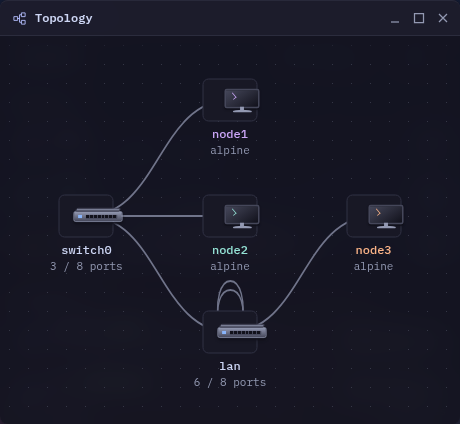 Topology
node1
alpine
switch0
3 / 8 ports
node2
alpine
node3
alpine
lan
6 / 8 ports